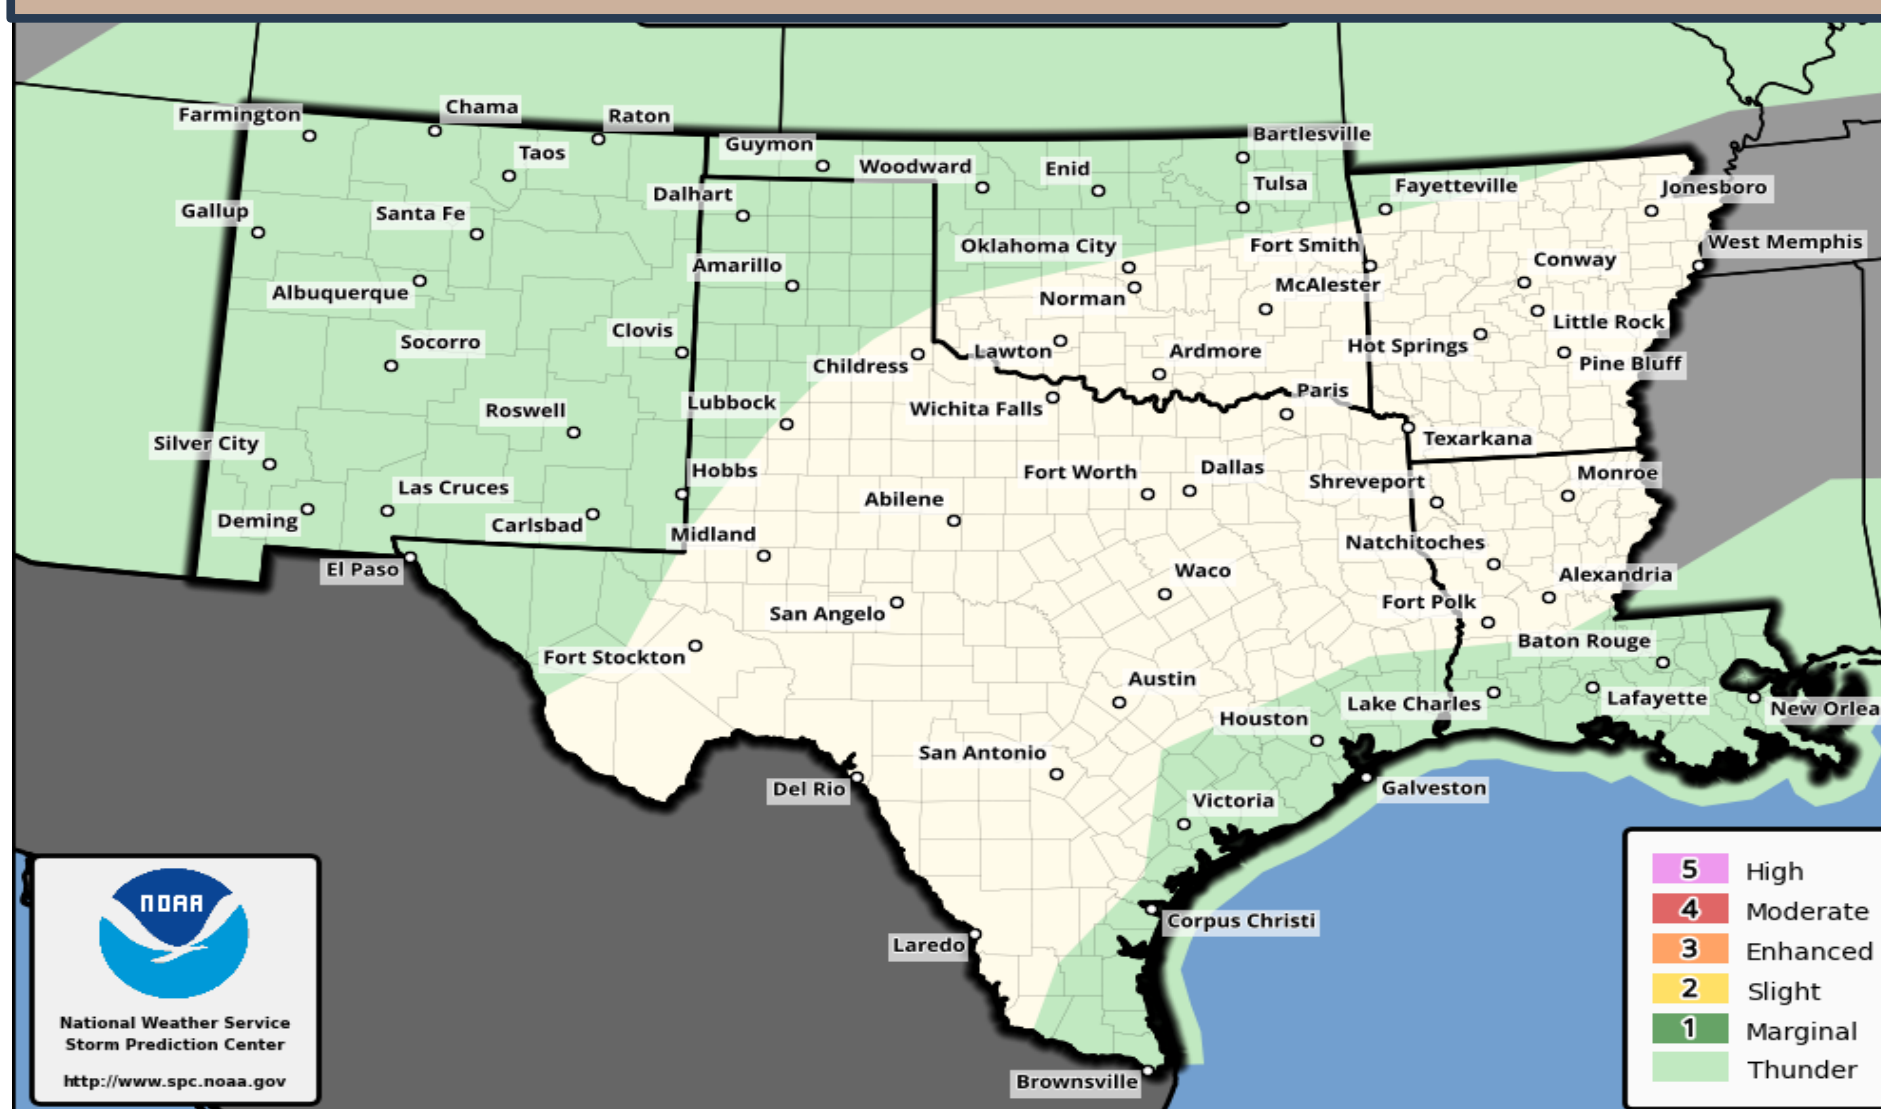 Farmington
Chama
Raton
Taos
Guymon
Woodward
Enid
Bartlesville
Tulsa
Fayetteville
Jonesboro
Gallup
Santa Fe
Dalhart
Oklahoma City
Fort Smith
West Memphis
Albuquerque
Amarillo
Norman
McAlester
Conway
Little Rock
Socorro
Clovis
Childress
Lawton
Ardmore
Hot Springs
Pine Bluff
Roswell
Lubbock
Wichita Falls
Paris
Texarkana
Silver City
Las Cruces
Hobbs
Fort Worth
Dallas
Shreveport
Monroe
Deming
Carlsbad
Midland
Abilene
Natchitoches
El Paso
Waco
Alexandria
San Angelo
Fort Polk
Fort Stockton
Baton Rouge
Austin
Houston
Lake Charles
Lafayette
New Orlea
San Antonio
Del Rio
Victoria
Galveston
Corpus Christi
Laredo
Brownsville
NOAA
National Weather Service
Storm Prediction Center
http://www.spc.noaa.gov
5 High
4 Moderate
3 Enhanced
2 Slight
1 Marginal
Thunder